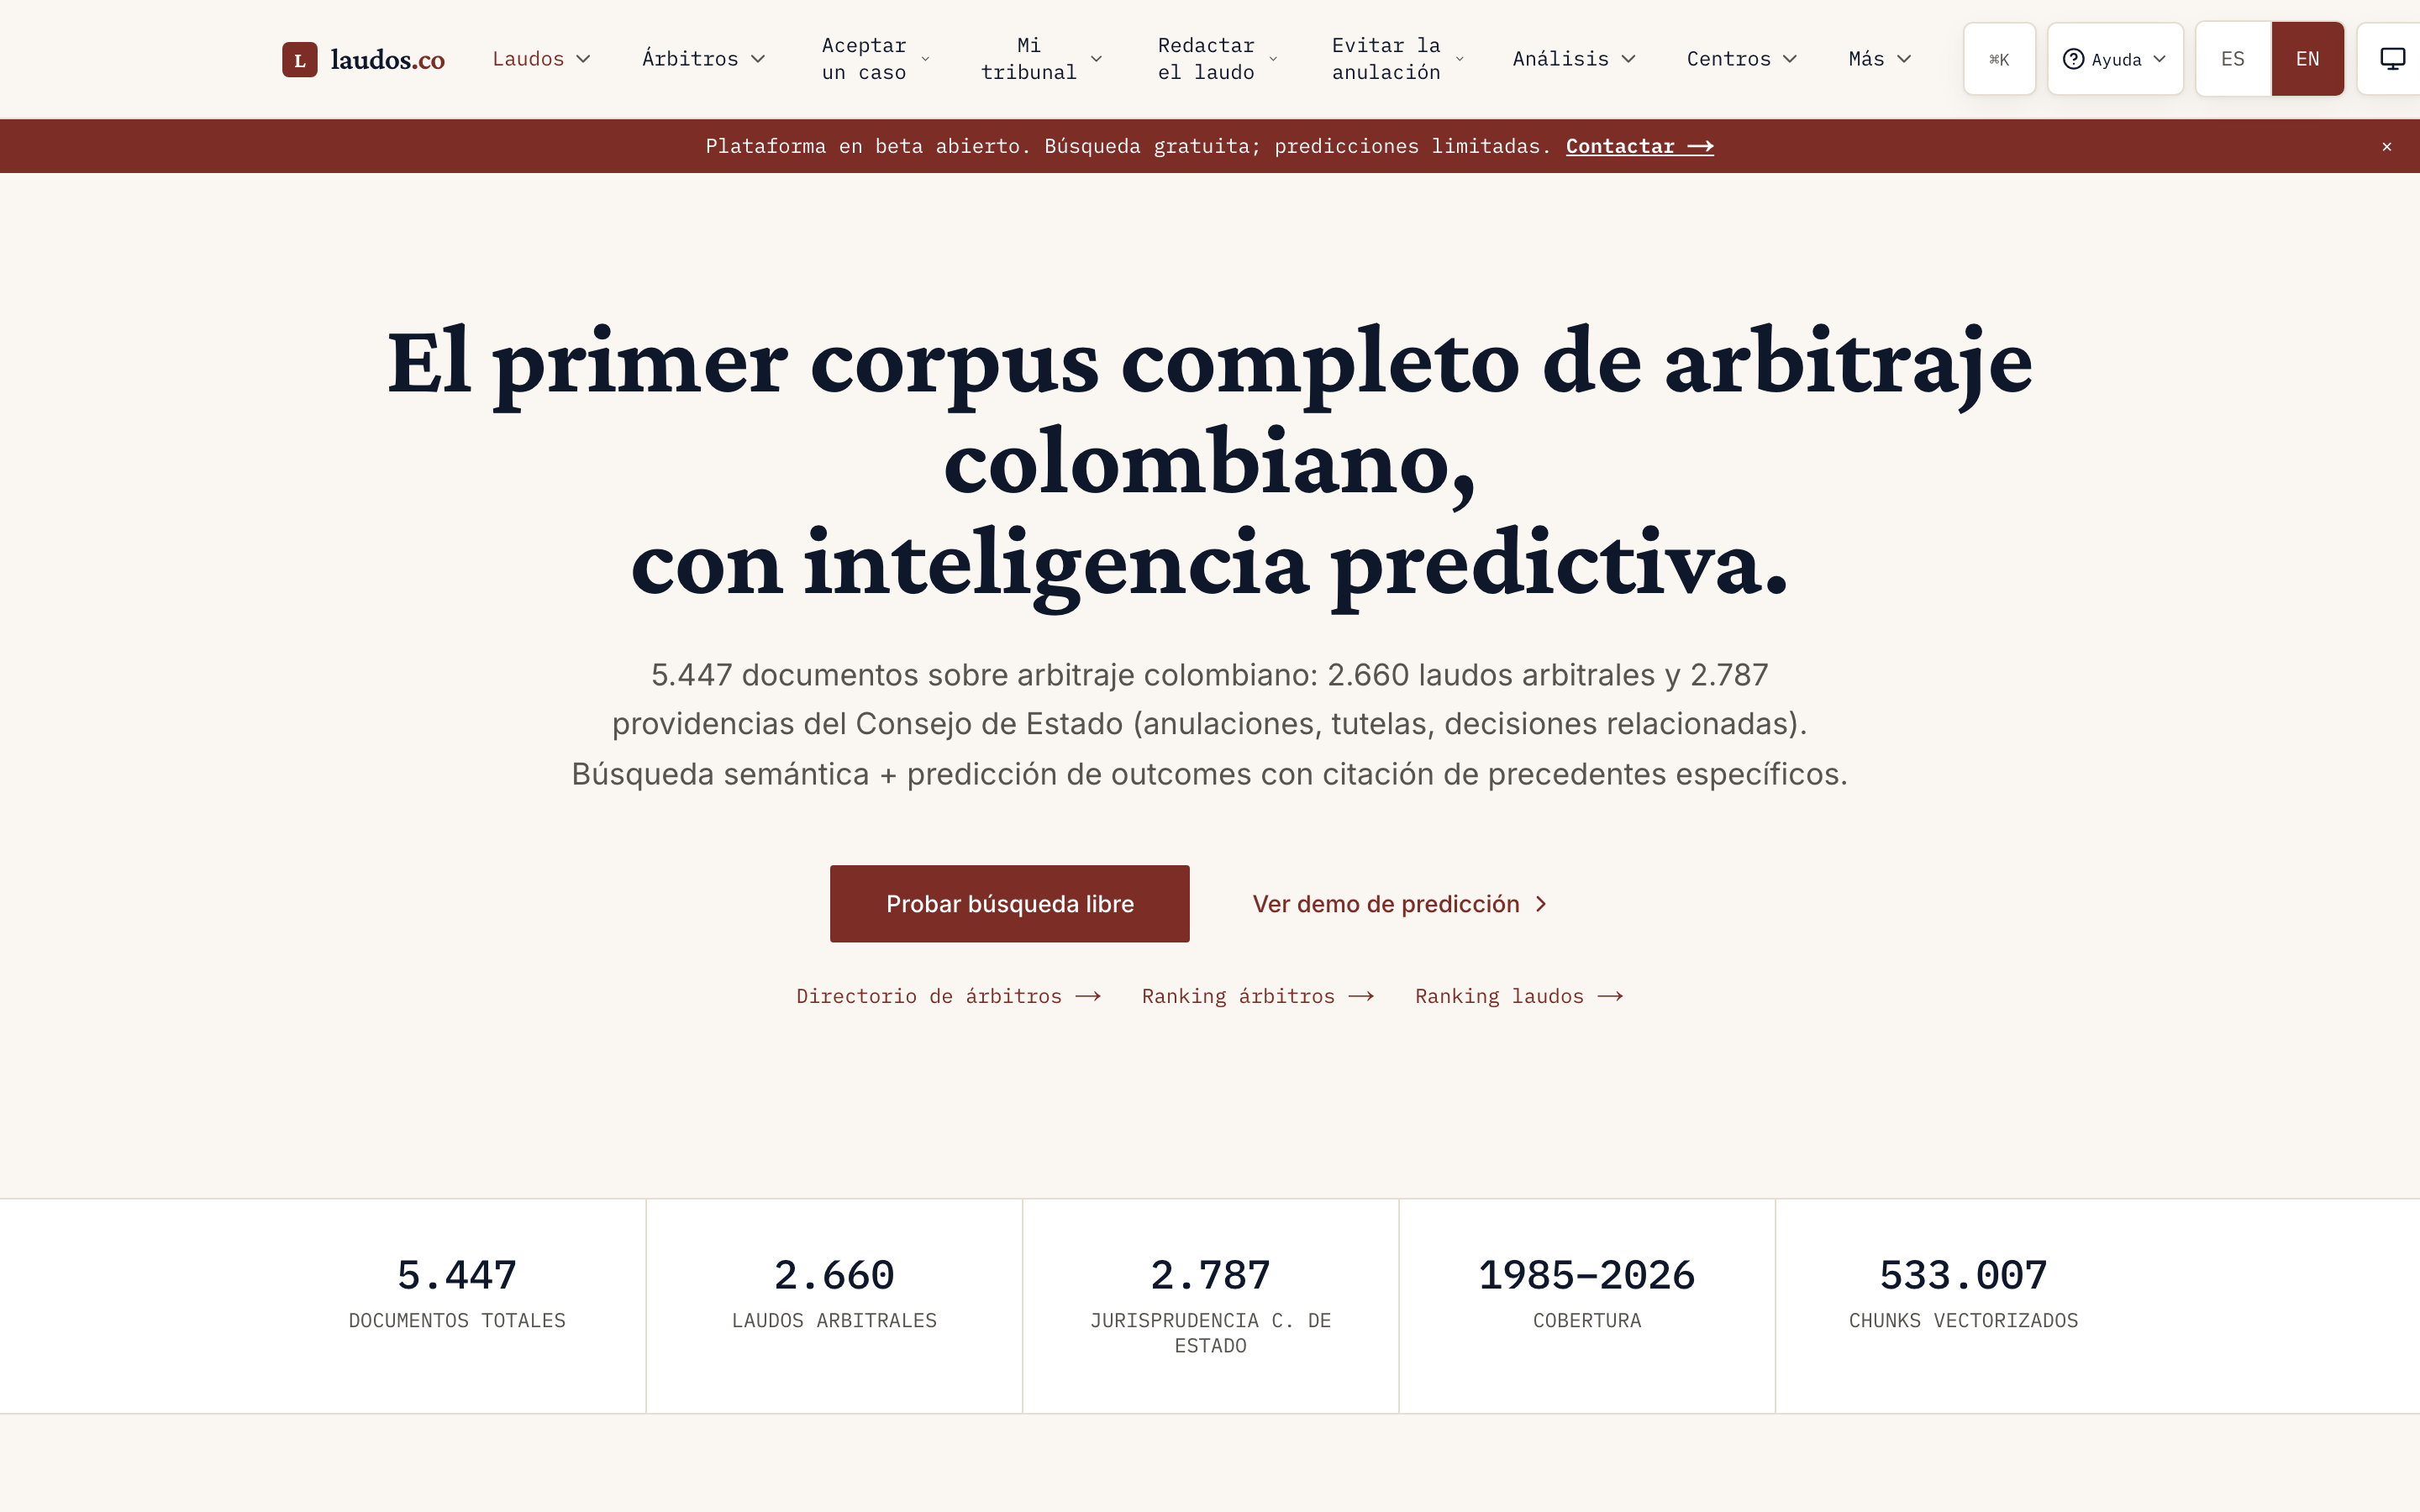 L laudos.co
Laudos
Árbitros
Aceptar
un caso
Mi
tribunal
Redactar
el laudo
Evitar la
anulación
Análisis
Centros
Más
⌘K
Ayuda
ES
EN
Plataforma en beta abierto. Búsqueda gratuita; predicciones limitadas. Contactar →
×
El primer corpus completo de arbitraje
colombiano,
con inteligencia predictiva.
5.447 documentos sobre arbitraje colombiano: 2.660 laudos arbitrales y 2.787
providencias del Consejo de Estado (anulaciones, tutelas, decisiones relacionadas).
Búsqueda semántica + predicción de outcomes con citación de precedentes específicos.
Probar búsqueda libre
Ver demo de predicción
Directorio de árbitros →
Ranking árbitros →
Ranking laudos →
5.447
DOCUMENTOS TOTALES
2.660
LAUDOS ARBITRALES
2.787
JURISPRUDENCIA C. DE
ESTADO
1985–2026
COBERTURA
533.007
CHUNKS VECTORIZADOS